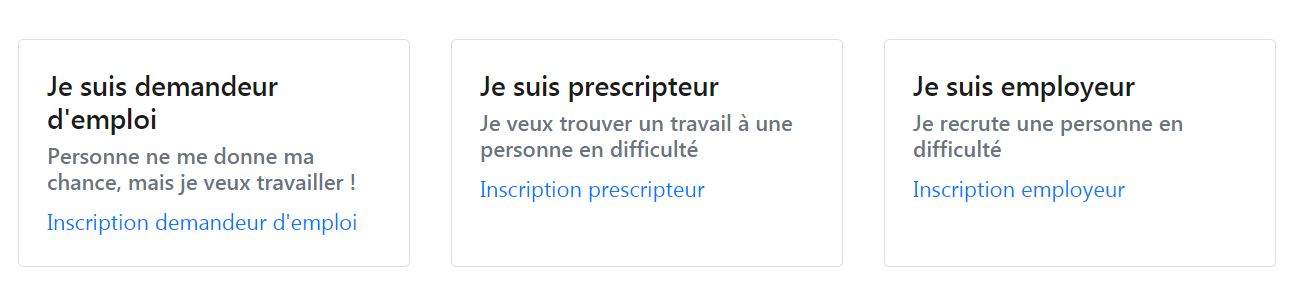 Je suis demandeur
d'emploi
Personne ne me donne ma
chance, mais je veux travailler !
Inscription demandeur d'emploi
Je suis prescripteur
Je veux trouver un travail à une
personne en difficulté
Inscription prescripteur
Je suis employeur
Je recrute une personne en
difficulté
Inscription employeur